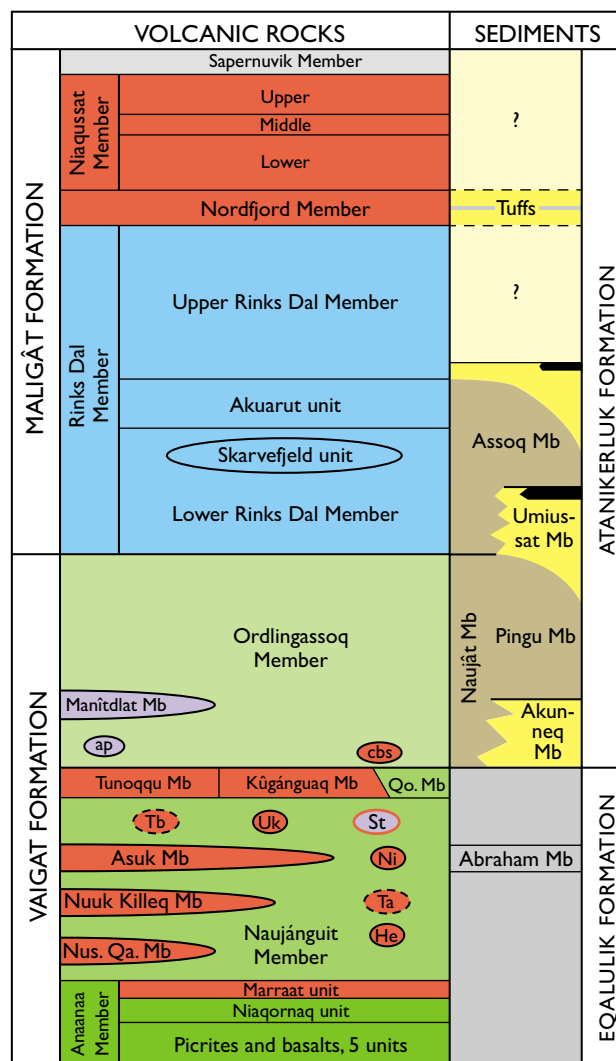 VOLCANIC ROCKS
SEDIMENTS
MALIGÂT FORMATION
VAIGAT FORMATION
Sapernuvik Member
Niaqussat
Member
Upper
Middle
Lower
Nordfjord Member
Rinks Dal
Member
Upper Rinks Dal Member
Akuarut unit
Skarvefjeld unit
Lower Rinks Dal Member
Ordlingassoq
Member
Manîtdlat Mb
ap
cbs
Tunoqqu Mb
Kûgánguaq Mb
Qo. Mb
Tb
Uk
St
Asuk Mb
Ni
Nuuk Killeq Mb
Ta
Naujánguit
Member
He
Nus. Qa. Mb
Anaanaa
Member
Marraat unit
Niaqornaq unit
Picrites and basalts, 5 units
?
Tuffs
?
Assoq Mb
Umius-
sat Mb
Naujât Mb
Pingu Mb
Akun-
neq
Mb
Abraham Mb
ATANIKERLUK FORMATION
EQALULIK FORMATION